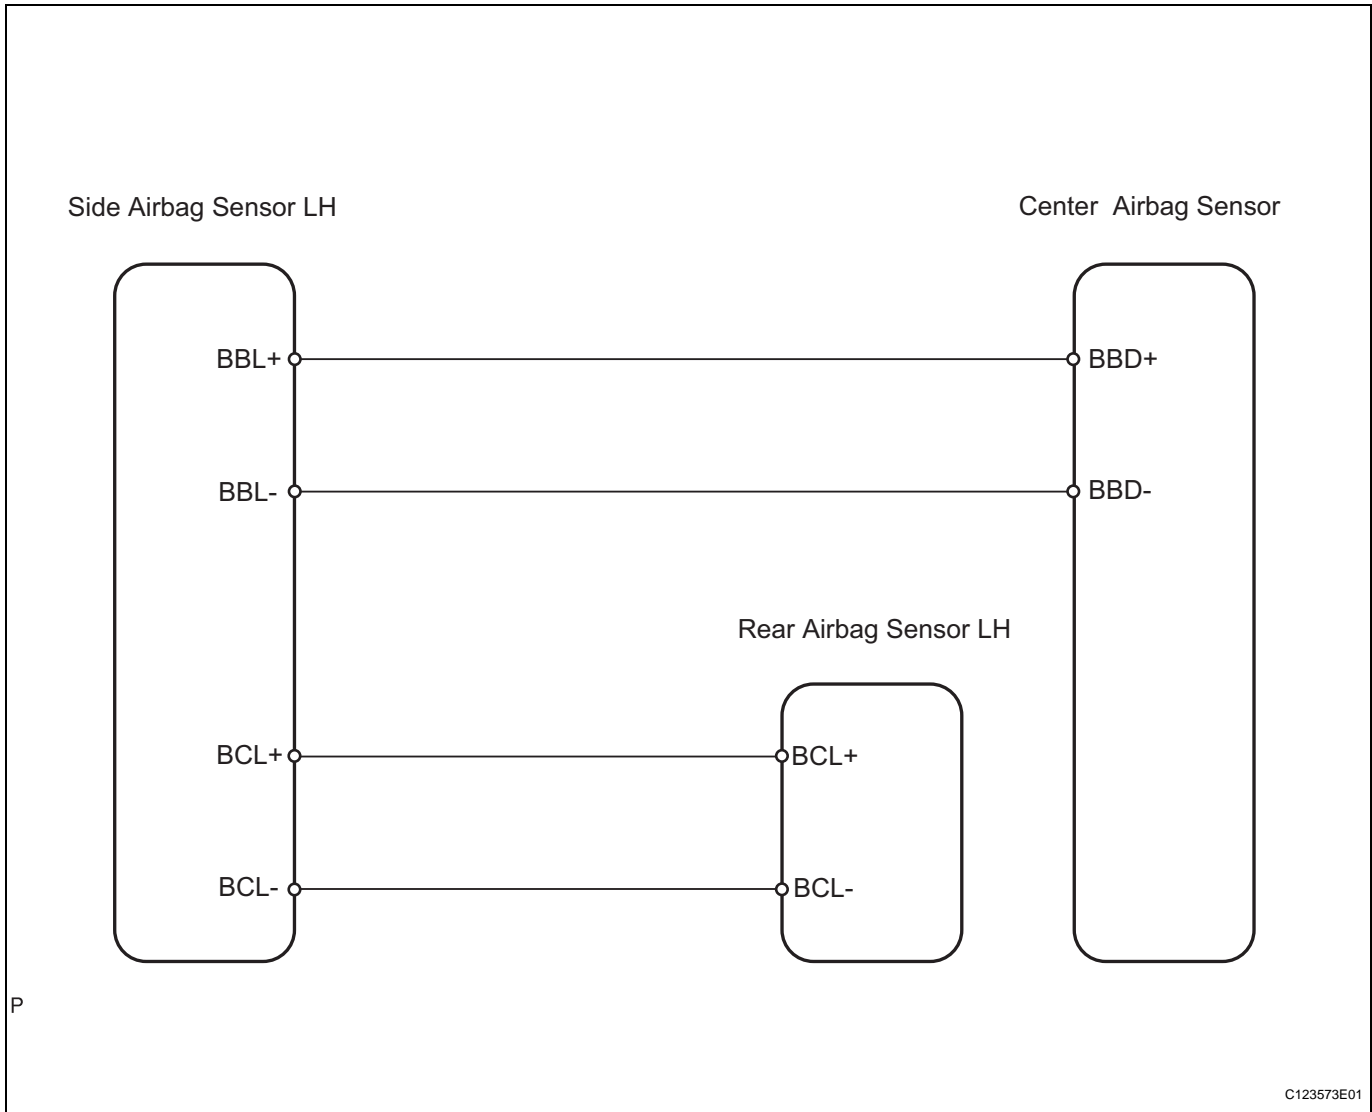 Side Airbag Sensor LH
Center Airbag Sensor
BBL+
BBD+
BBL-
BBD-
Rear Airbag Sensor LH
BCL+
BCL+
BCL-
BCL-
P
C123573E01